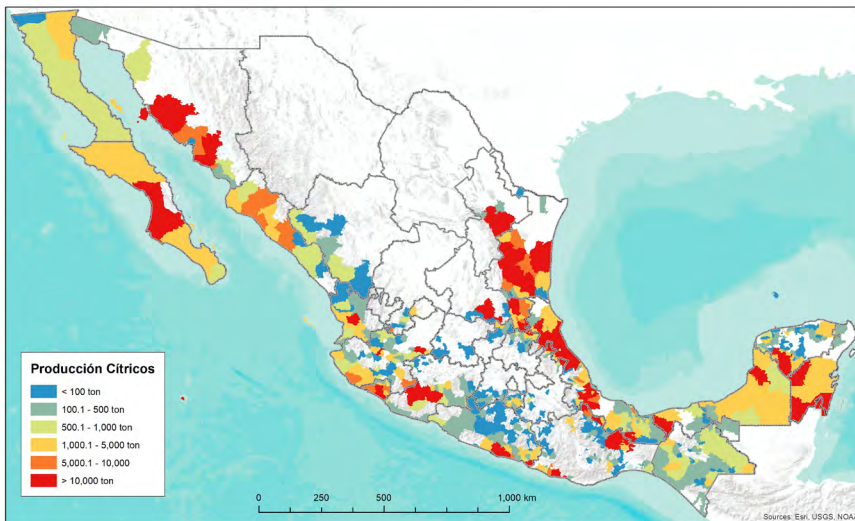 Producción Cítricos
< 100 ton
100.1 - 500 ton
500.1 - 1,000 ton
1,000.1 - 5,000 ton
5,000.1 - 10,000
> 10,000 ton
0 250 500 1,000 km
Sources: Esri, USGS, NOAA